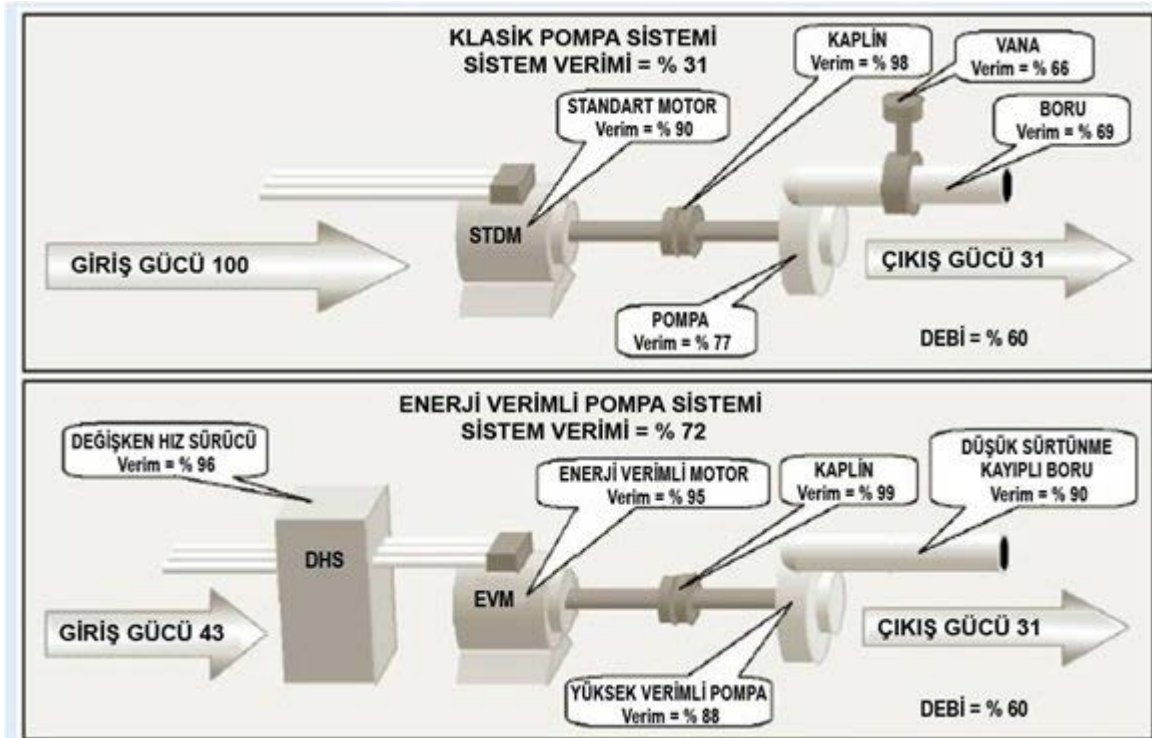 KLASİK POMPA SİSTEMİ
SİSTEM VERİMİ = % 31
KAPLİN
Verim = % 98
VANA
Verim = % 66
STANDART MOTOR
Verim = % 90
BORU
Verim = % 69
STDM
GİRİŞ GÜCÜ 100
ÇIKIŞ GÜCÜ 31
POMPA
Verim = % 77
DEBİ = % 60
ENERJİ VERİMLİ POMPA SİSTEMİ
SİSTEM VERİMİ = % 72
DEĞİŞKEN HIZ SÜRÜCÜ
Verim = % 96
ENERJİ VERİMLİ MOTOR
Verim = % 95
KAPLİN
Verim = % 99
DÜŞÜK SÜRTÜNME
KAYIPLI BORU
Verim = % 90
DHS
EVM
GİRİŞ GÜCÜ 43
ÇIKIŞ GÜCÜ 31
YÜKSEK VERİMLİ POMPA
Verim = % 88
DEBİ = % 60